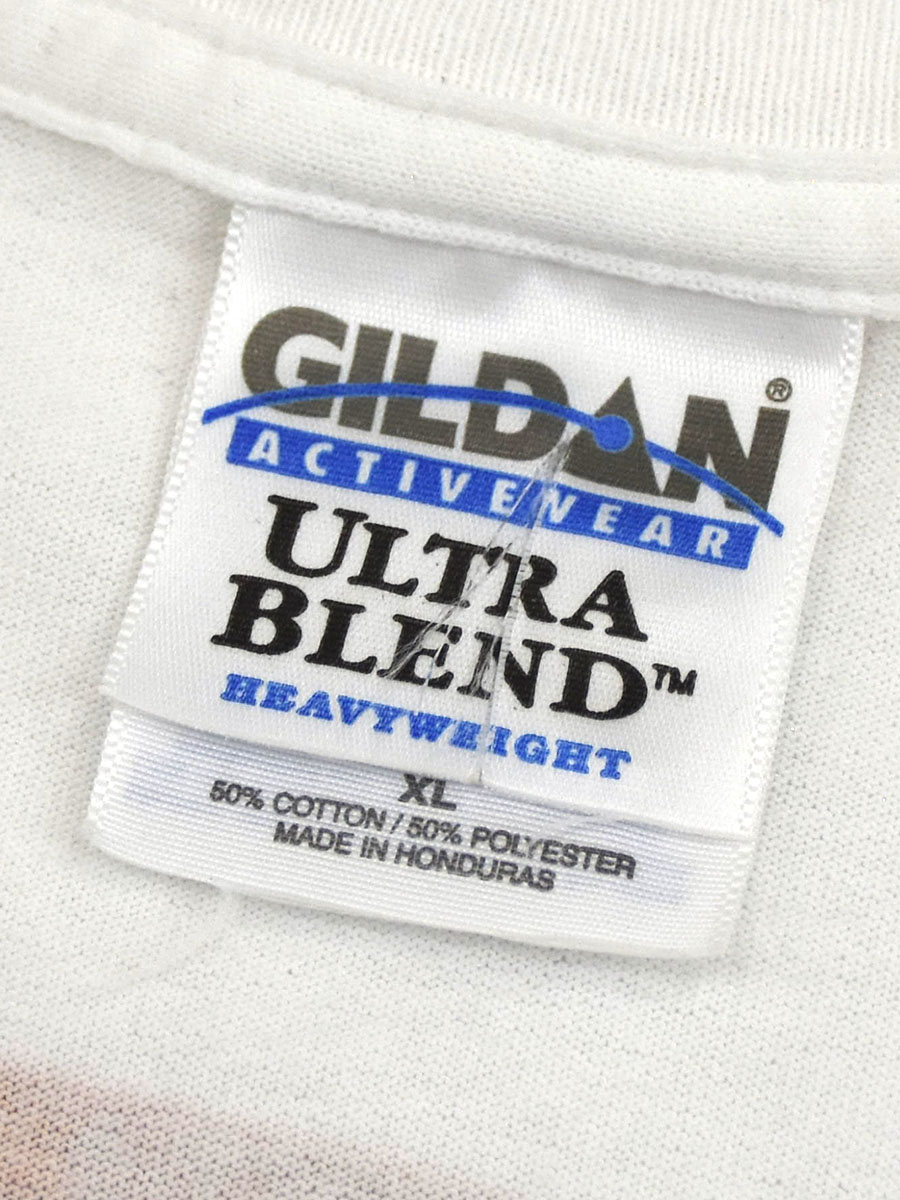 GILDAN®
ACTIVEWEAR
ULTRA
BLEND™
HEAVYWEIGHT
XL
50% COTTON / 50% POLYESTER
MADE IN HONDURAS